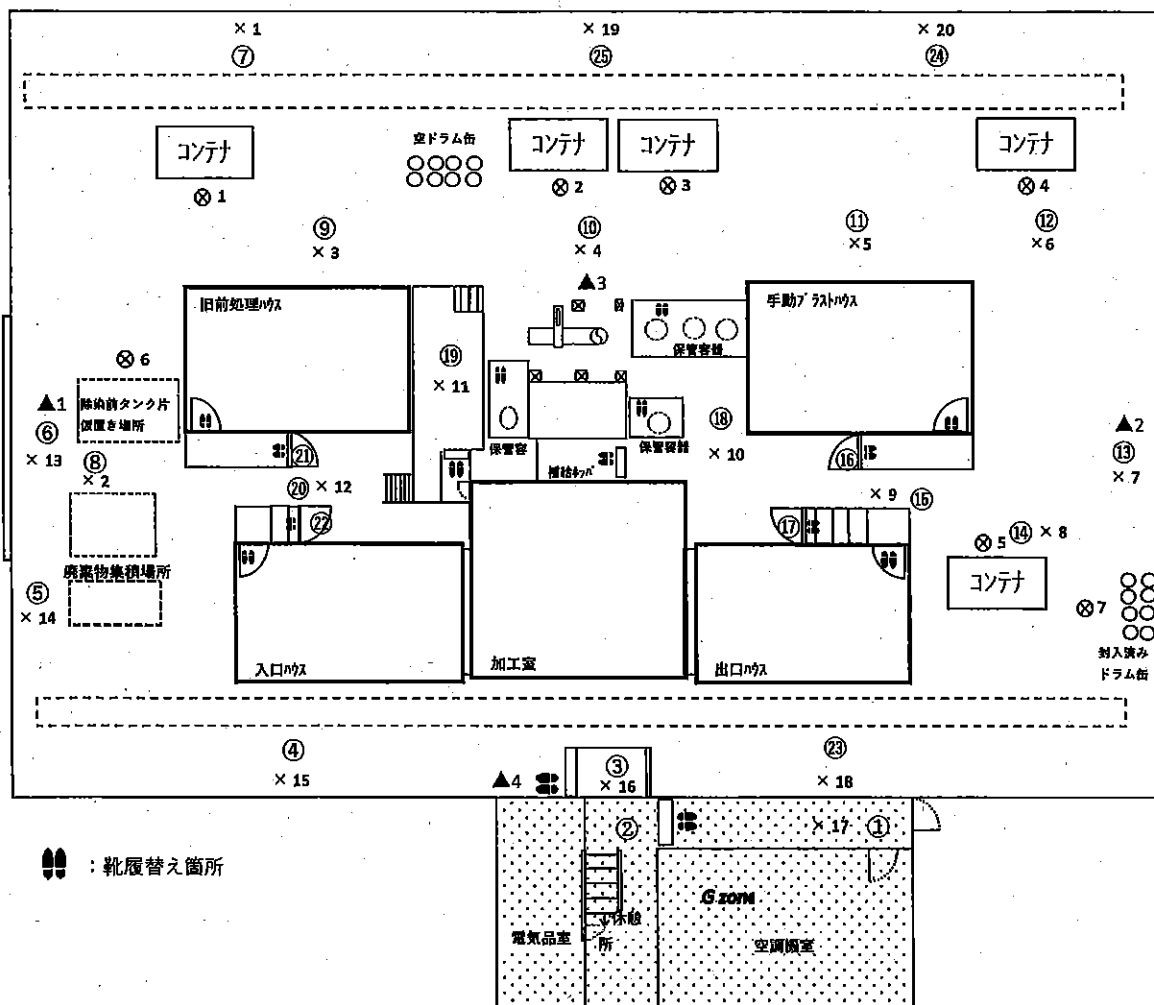 × 1
× 19
× 20
⑦
㉕
㉔
コンテナ
空ドラム缶
コンテナ
コンテナ
コンテナ
⊗ 1
⊗ 2
⊗ 3
⊗ 4
⑨
⑩
⑪
⑫
× 3
× 4
×5
×6
▲3
旧前処理ハウス
手動ブラストハウス
保管容器
⊗ 6
⑲
× 11
▲1
除染前タンク片
仮置き場所
▲2
⑥
⑱
⑬
× 13
⑧
㉑
保管容
保管容器
× 10
⑯
× 7
× 2
補給ホッパ
⑳
× 12
× 9
⑮
㉒
⑰
⊗ 5
⑭
× 8
廃棄物集積場所
コンテナ
⑤
× 14
⊗7
入口ハウス
加工室
出口ハウス
封入済み
ドラム缶
④
㉓
× 15
▲4
③
× 16
× 18
②
× 17
①
：靴履替え箇所
G zone
電気品室
休憩
所
空調機室